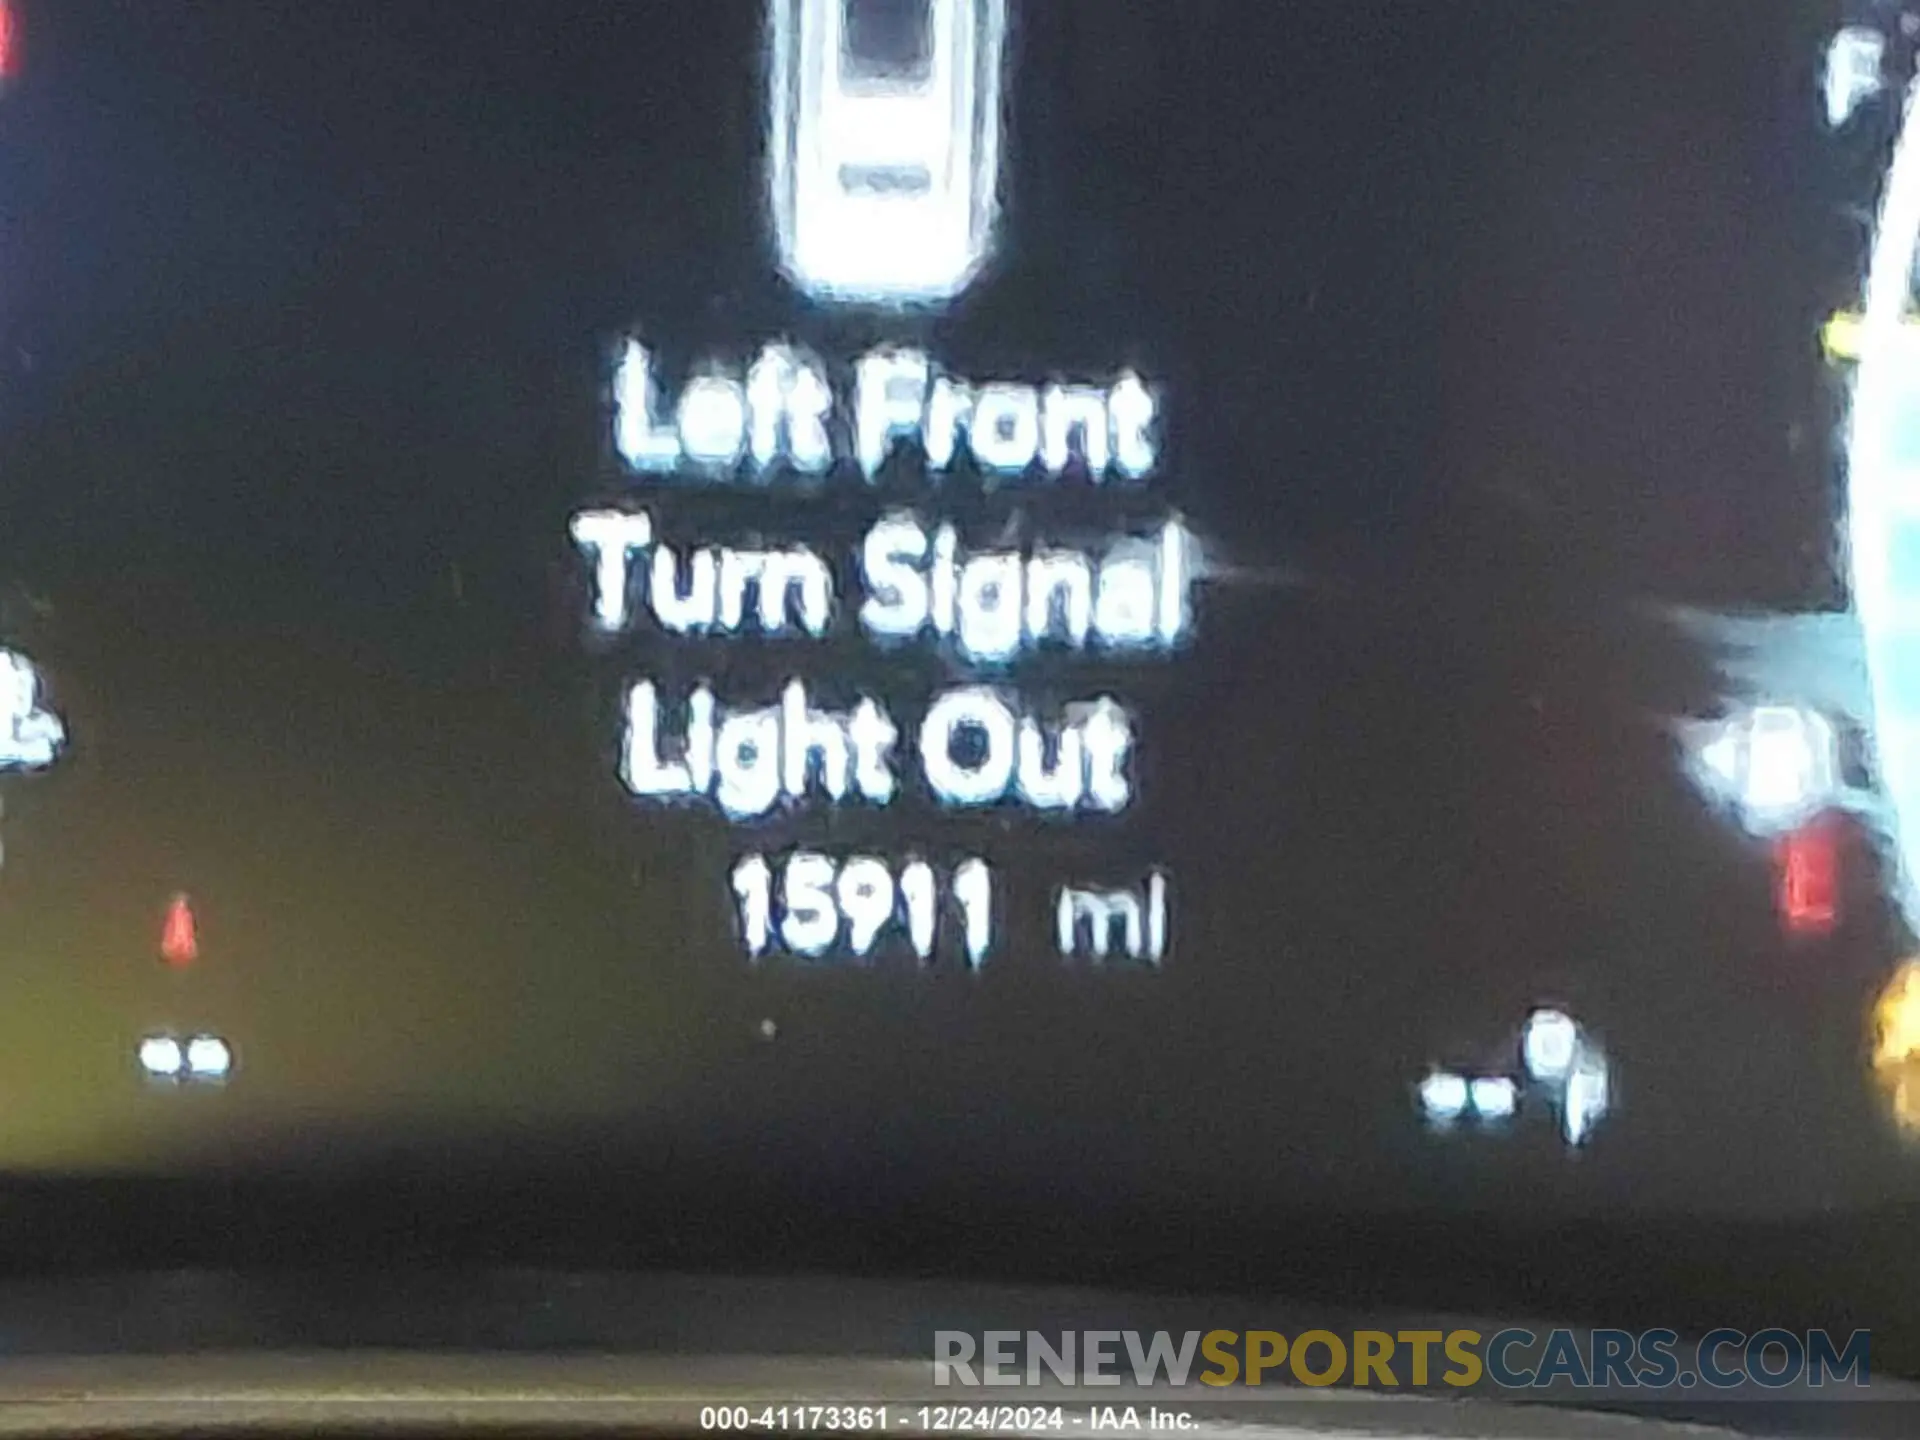 F
Left Front
Turn Signal
Light Out
15911 mi
RENEWSPORTSCARS.COM
000-41173361 - 12/24/2024 - IAA Inc.